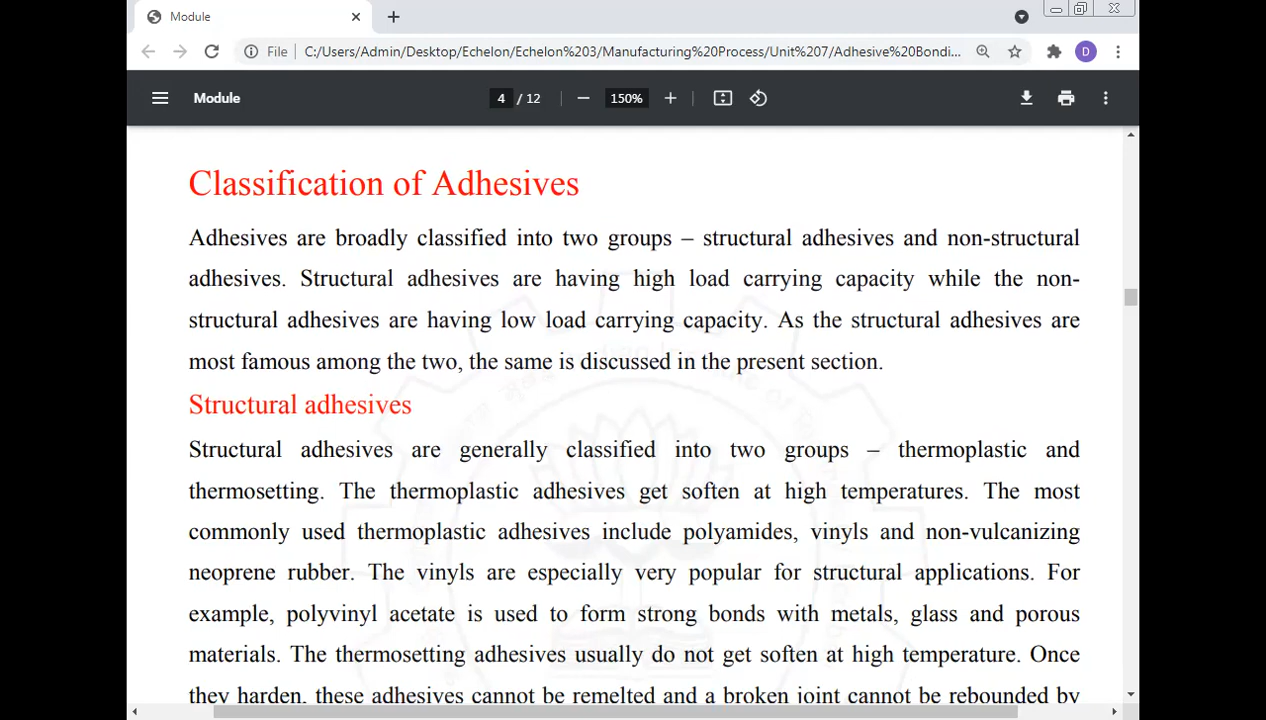 Module
File C:/Users/Admin/Desktop/Echelon/Echelon%203/Manufacturing%20Process/Unit%207/Adhesive%20Bondi... D
Module 4 / 12 150%
Classification of Adhesives
Adhesives are broadly classified into two groups – structural adhesives and non-structural
adhesives. Structural adhesives are having high load carrying capacity while the non-
structural adhesives are having low load carrying capacity. As the structural adhesives are
most famous among the two, the same is discussed in the present section.
Structural adhesives
Structural adhesives are generally classified into two groups – thermoplastic and
thermosetting. The thermoplastic adhesives get soften at high temperatures. The most
commonly used thermoplastic adhesives include polyamides, vinyls and non-vulcanizing
neoprene rubber. The vinyls are especially very popular for structural applications. For
example, polyvinyl acetate is used to form strong bonds with metals, glass and porous
materials. The thermosetting adhesives usually do not get soften at high temperature. Once
they harden, these adhesives cannot be remelted and a broken joint cannot be rebounded by